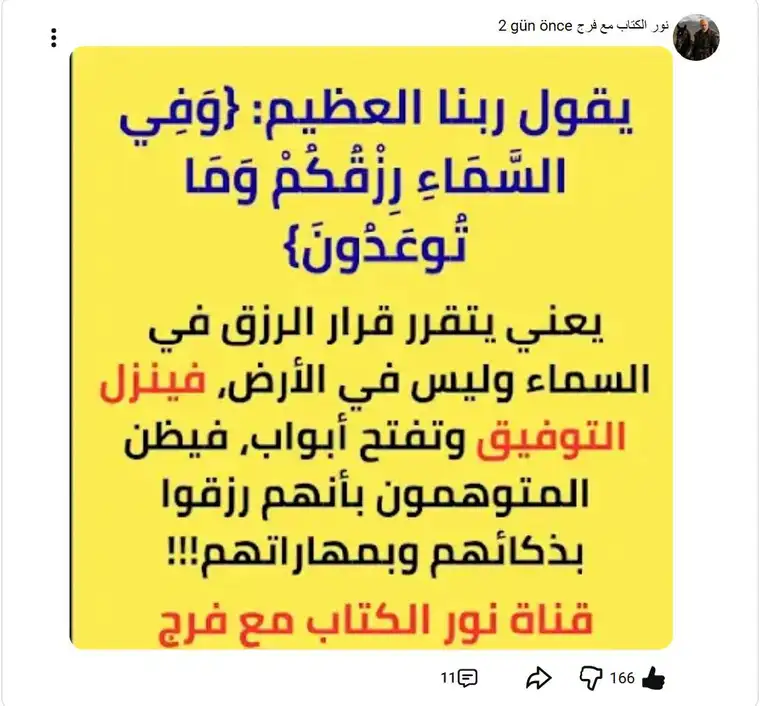 نور الكتاب مع فرج 2 gün önce
يقول ربنا العظيم: {وَفِي
السَّمَاءِ رِزْقُكُمْ وَمَا
تُوعَدُونَ}
يعني يتقرر قرار الرزق في
السماء وليس في الأرض, فينزل
التوفيق وتفتح أبواب, فيظن
المتوهمون بأنهم رزقوا
بذكائهم وبمهاراتهم!!!
قناة نور الكتاب مع فرج
166
11